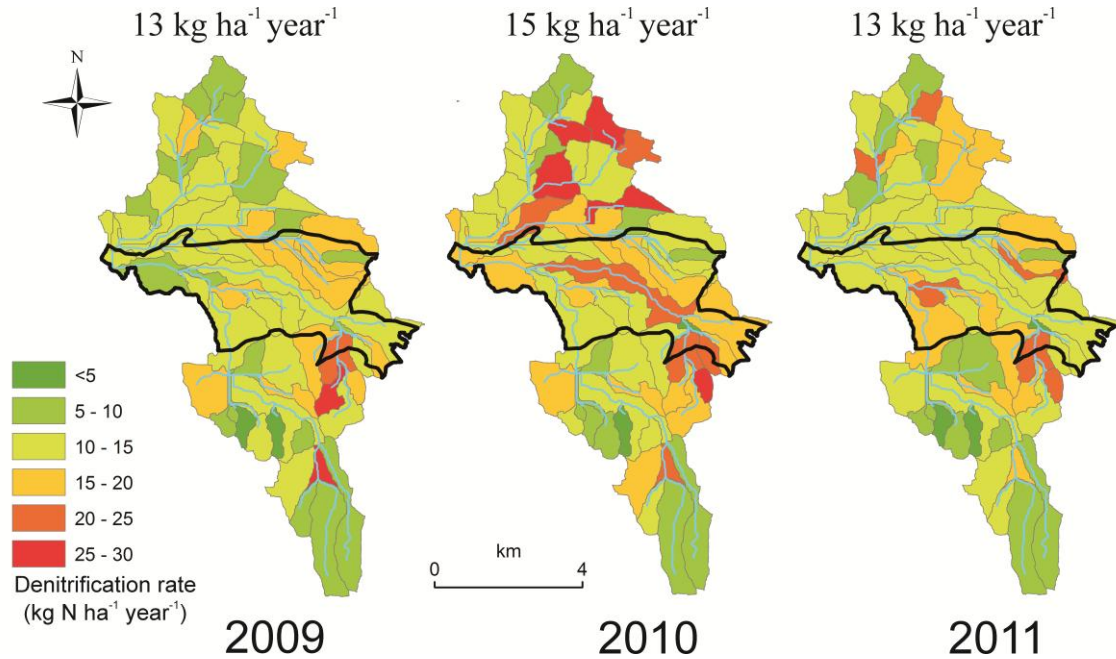 13 kg ha⁻¹ year⁻¹
15 kg ha⁻¹ year⁻¹
13 kg ha⁻¹ year⁻¹
N
<5
5 - 10
10 - 15
15 - 20
20 - 25
25 - 30
Denitrification rate
(kg N ha⁻¹ year⁻¹)
km
0 4
2009
2010
2011